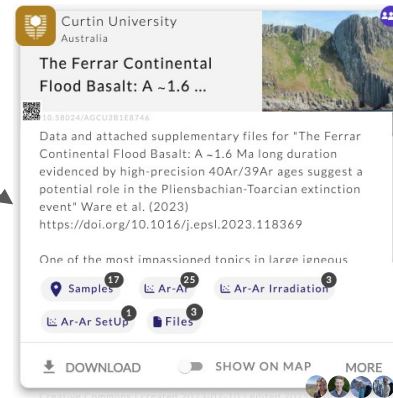 Curtin University
Australia
The Ferrar Continental
Flood Basalt: A ~1.6 ...
10.58024/AGCU3B1E8746
Data and attached supplementary files for "The Ferrar
Continental Flood Basalt: A ~1.6 Ma long duration
evidenced by high-precision 40Ar/39Ar ages suggest a
potential role in the Pliensbachian-Toarcian extinction
event" Ware et al. (2023)
https://doi.org/10.1016/j.epsl.2023.118369
One of the most impassioned topics in large igneous
Samples 17 Ar-Ar 25 Ar-Ar Irradiation 3
Ar-Ar SetUp 1 Files 3
DOWNLOAD SHOW ON MAP MORE